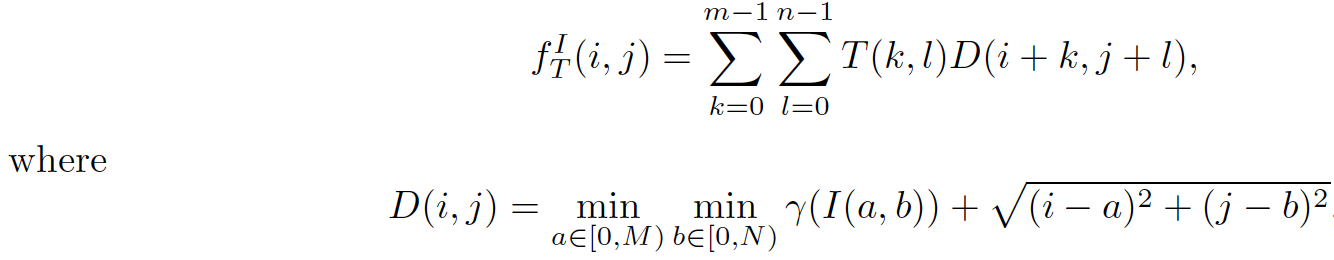 $f_T^I(i, j) = \sum_{k=0}^{m-1} \sum_{l=0}^{n-1} T(k, l) D(i + k, j + l),$
where
$D(i, j) = \min_{a \in [0, M)} \min_{b \in [0, N)} \gamma(I(a, b)) + \sqrt{(i - a)^2 + (j - b)^2}.$